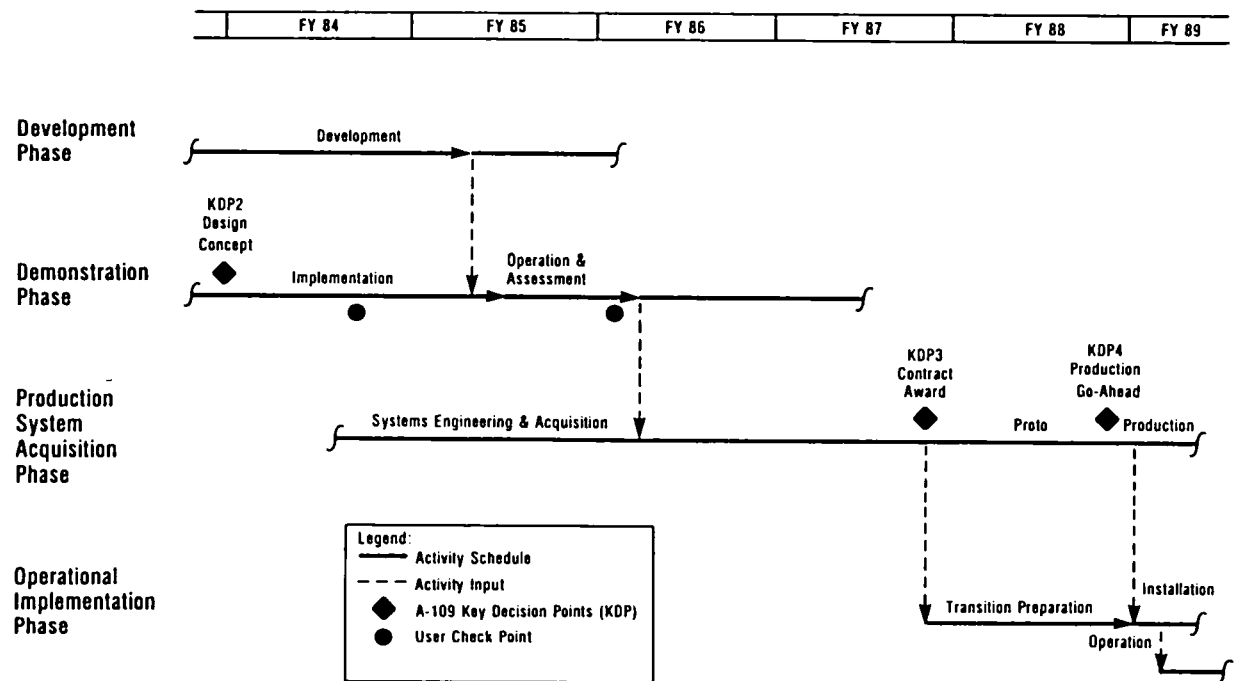 FY 84 FY 85 FY 86 FY 87 FY 88 FY 89
Development
Phase
Development
KDP2
Design
Concept
Demonstration
Phase
Implementation
Operation &
Assessment
Production
System
Acquisition
Phase
Systems Engineering & Acquisition
KDP3
Contract
Award
Proto
KDP4
Production
Go-Ahead
Production
Legend:
Activity Schedule
Activity Input
A-109 Key Decision Points (KDP)
User Check Point
Operational
Implementation
Phase
Transition Preparation
Installation
Operation